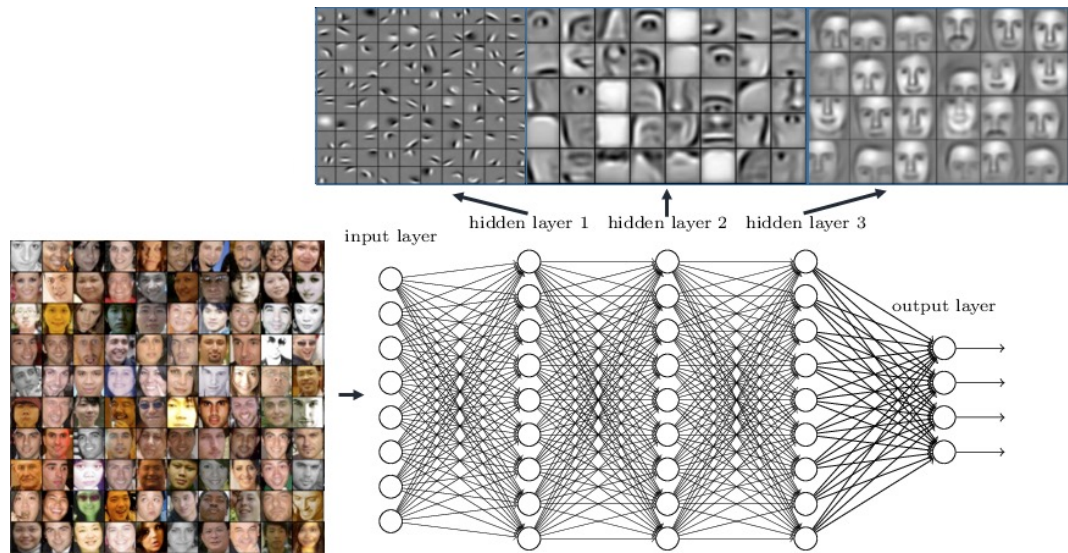 hidden layer 1
hidden layer 2
hidden layer 3
input layer
output layer